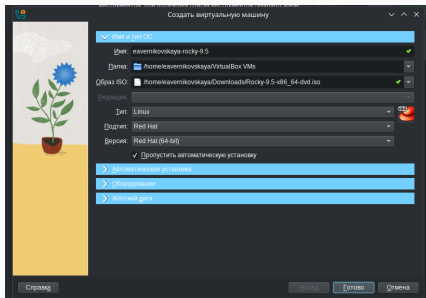 Создать виртуальную машину
Имя и тип ОС
Имя: eavernikovskaya-rocky-9.5
Папка: /home/eavernikovskaya/VirtualBox VMs
Образ ISO: /home/eavernikovskaya/Downloads/Rocky-9.5-x86_64-dvd.iso
Редакция:
Тип: Linux
Подтип: Red Hat
Версия: Red Hat (64-bit)
Пропустить автоматическую установку
Автоматическая установка
Оборудование
Жёсткий диск
Справка Назад Готово Отмена